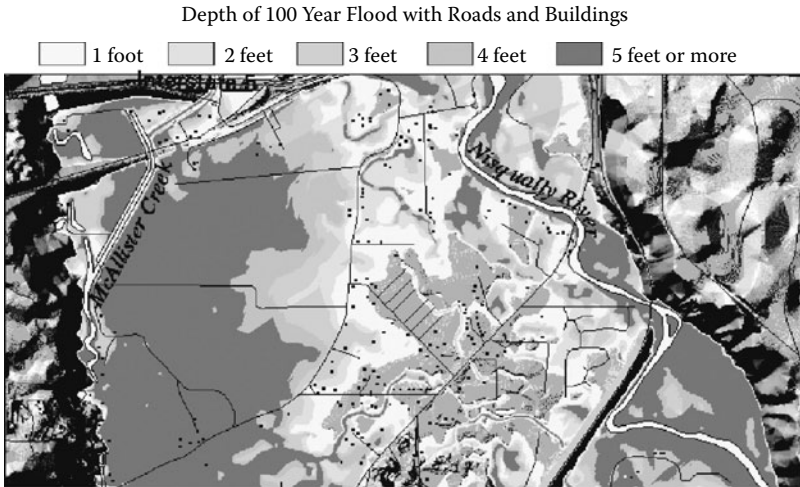 Depth of 100 Year Flood with Roads and Buildings
1 foot 2 feet 3 feet 4 feet 5 feet or more
Interstate 5
McAllister Creek
Nisqually River